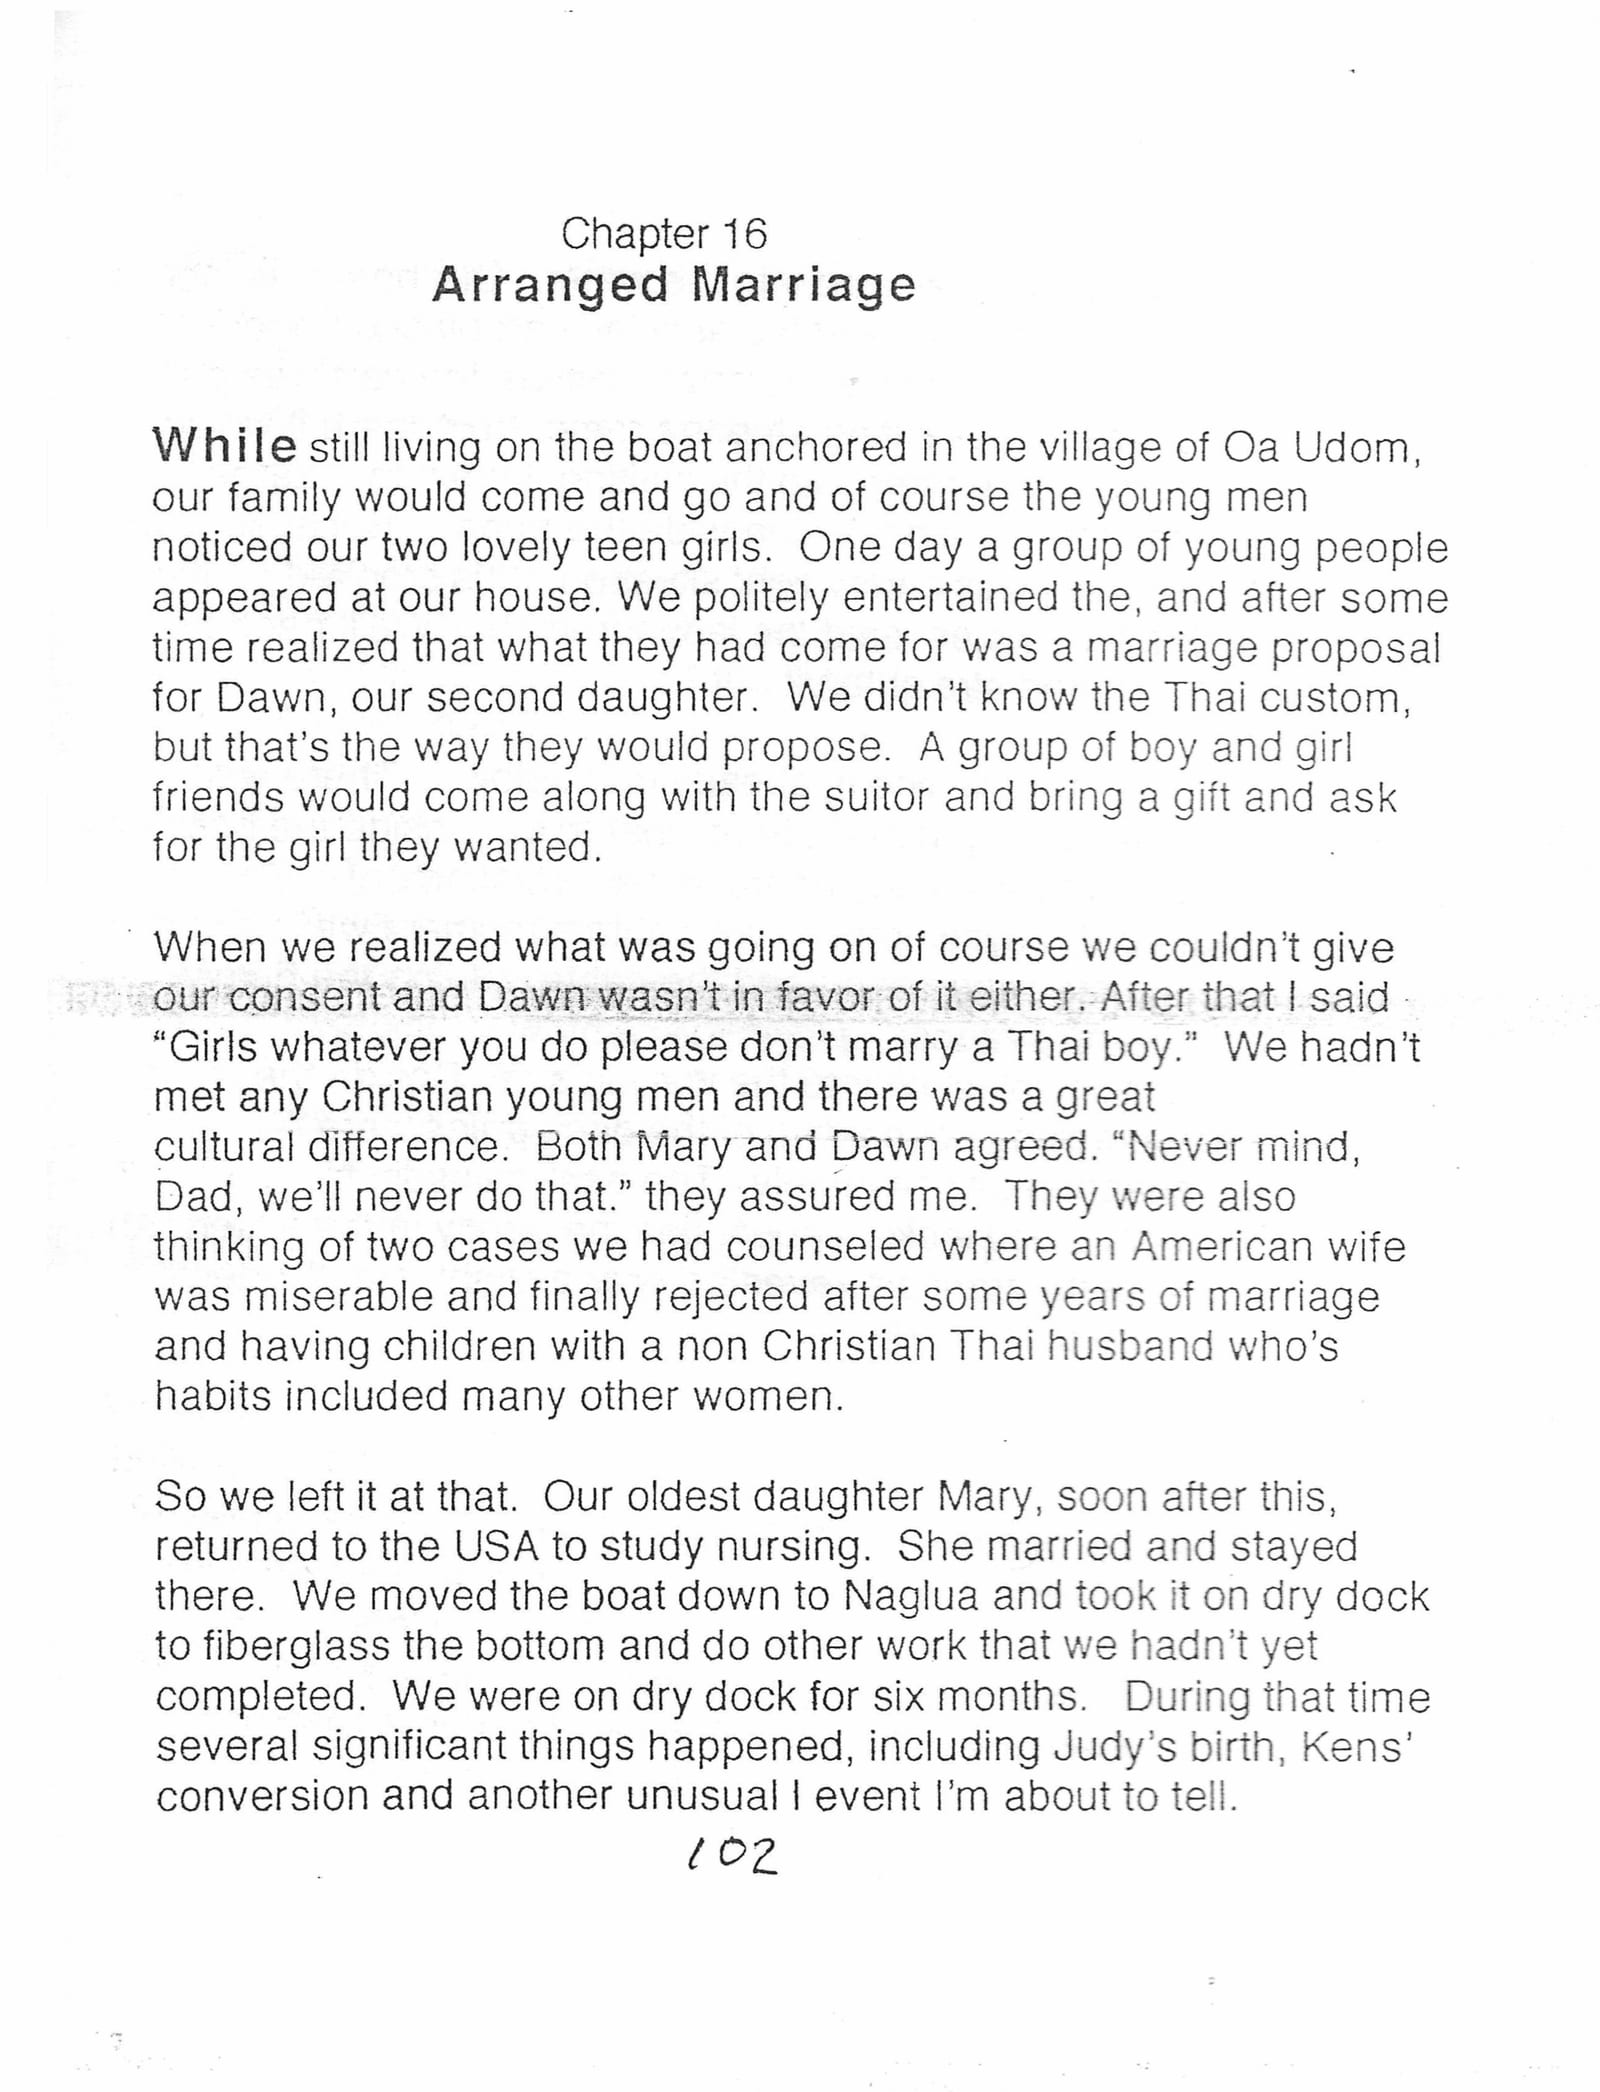 Chapter 16
Arranged Marriage
While still living on the boat anchored in the village of Oa Udom,
our family would come and go and of course the young men
noticed our two lovely teen girls.  One day a group of young people
appeared at our house. We politely entertained the, and after some
time realized that what they had come for was a marriage proposal
for Dawn, our second daughter.  We didn't know the Thai custom,
but that's the way they would propose.  A group of boy and girl
friends would come along with the suitor and bring a gift and ask
for the girl they wanted.
When we realized what was going on of course we couldn't give
our consent and Dawn wasn't in favor of it either. After that I said
“Girls whatever you do please don't marry a Thai boy.”  We hadn't
met any Christian young men and there was a great
cultural difference.  Both Mary and Dawn agreed. “Never mind,
Dad, we'll never do that.” they assured me.  They were also
thinking of two cases we had counseled where an American wife
was miserable and finally rejected after some years of marriage
and having children with a non Christian Thai husband who's
habits included many other women.
So we left it at that.  Our oldest daughter Mary, soon after this,
returned to the USA to study nursing.  She married and stayed
there.  We moved the boat down to Naglua and took it on dry dock
to fiberglass the bottom and do other work that we hadn't yet
completed.  We were on dry dock for six months.   During that time
several significant things happened, including Judy's birth, Kens'
conversion and another unusual I event I'm about to tell.
102